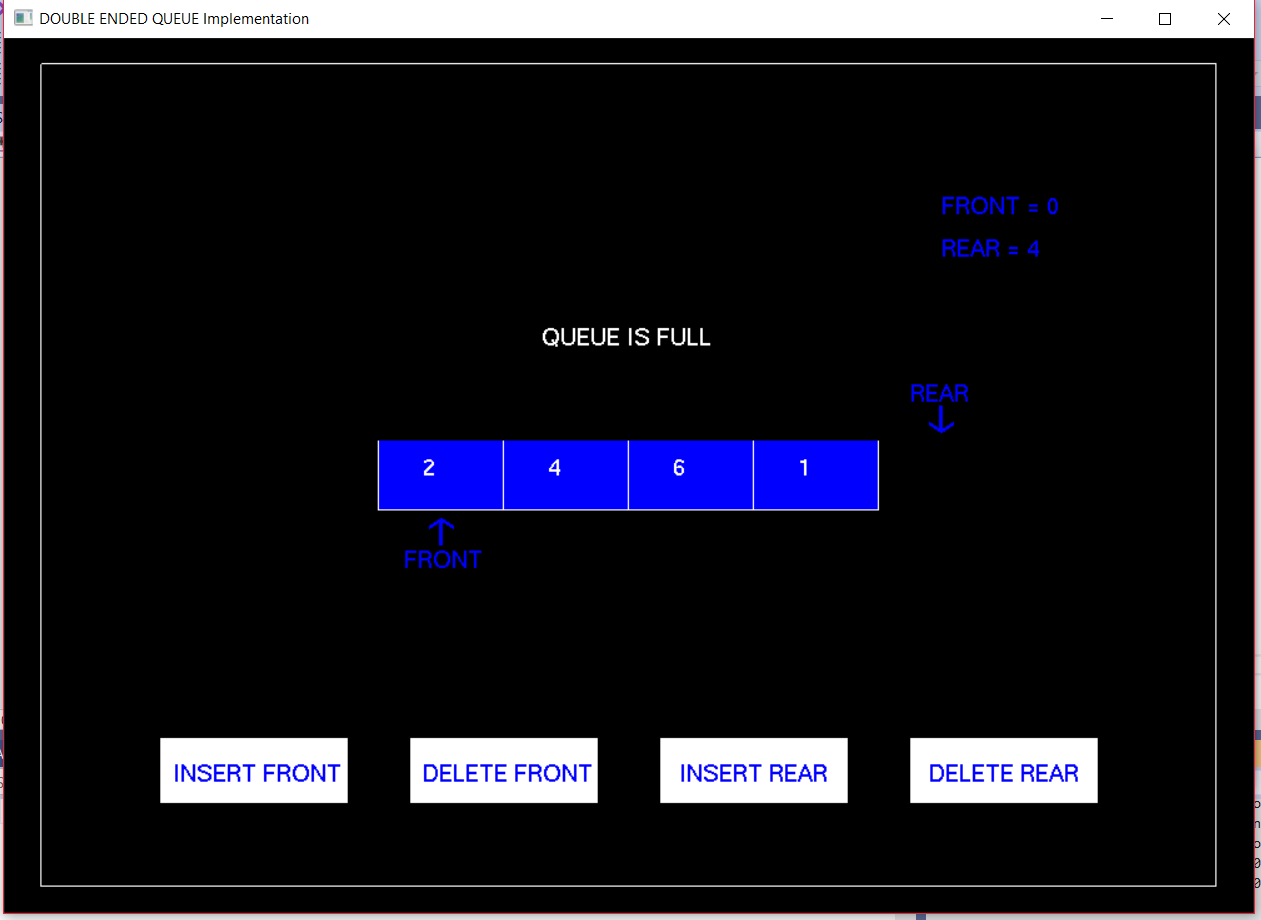 DOUBLE ENDED QUEUE Implementation
FRONT = 0
REAR = 4
QUEUE IS FULL
REAR
2 4 6 1
FRONT
INSERT FRONT DELETE FRONT INSERT REAR DELETE REAR